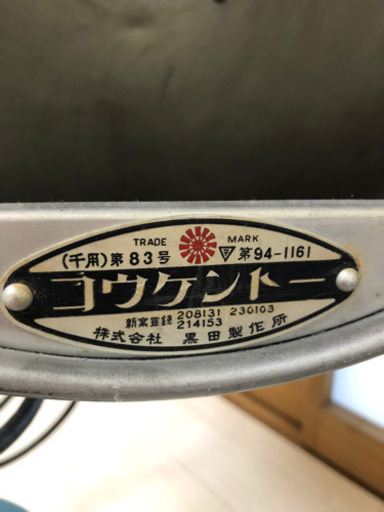 TRADE MARK
(千用)第83号 〒第94-1161
コウケントー
新案登録 208131 230103
214153
株式会社 黒田製作所